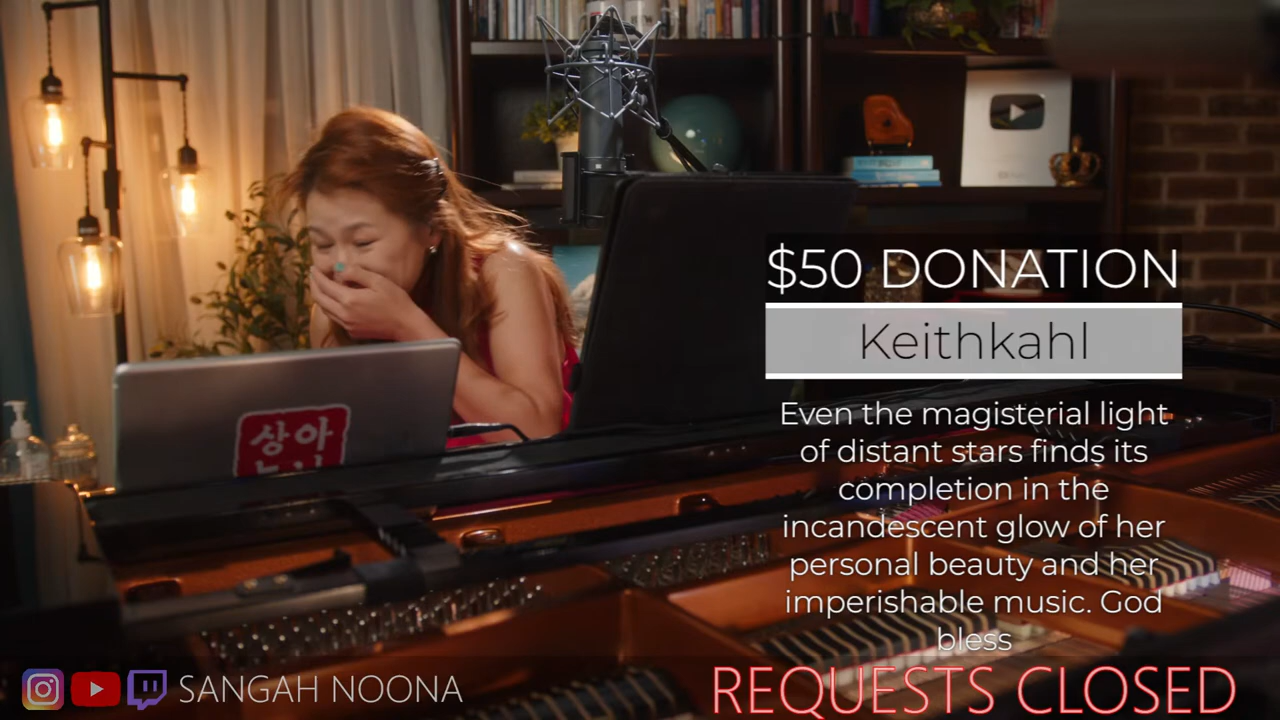 $50 DONATION
Keithkahl
Even the magisterial light
of distant stars finds its
completion in the
incandescent glow of her
personal beauty and her
imperishable music. God
bless
상아
SANGAH NOONA
REQUESTS CLOSED